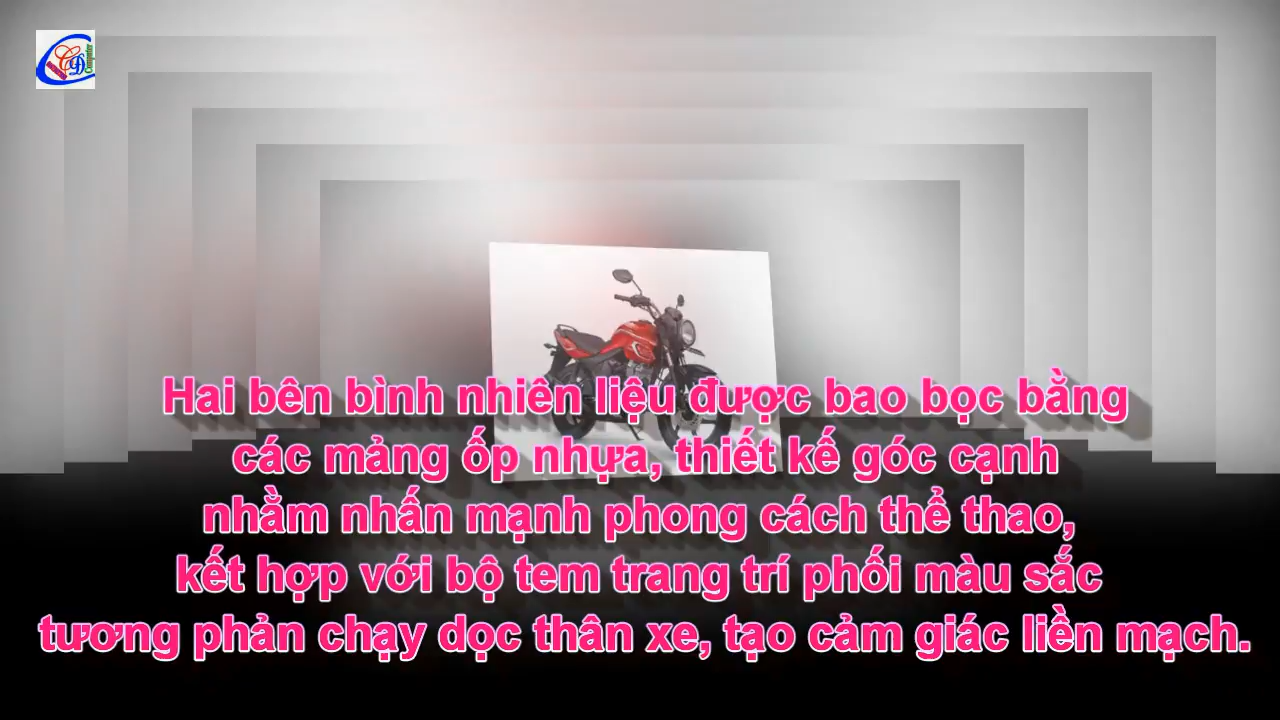 Computer
Hai bên bình nhiên liệu được bao bọc bằng
các mảng ốp nhựa, thiết kế góc cạnh
nhằm nhấn mạnh phong cách thể thao,
kết hợp với bộ tem trang trí phối màu sắc
tương phản chạy dọc thân xe, tạo cảm giác liền mạch.